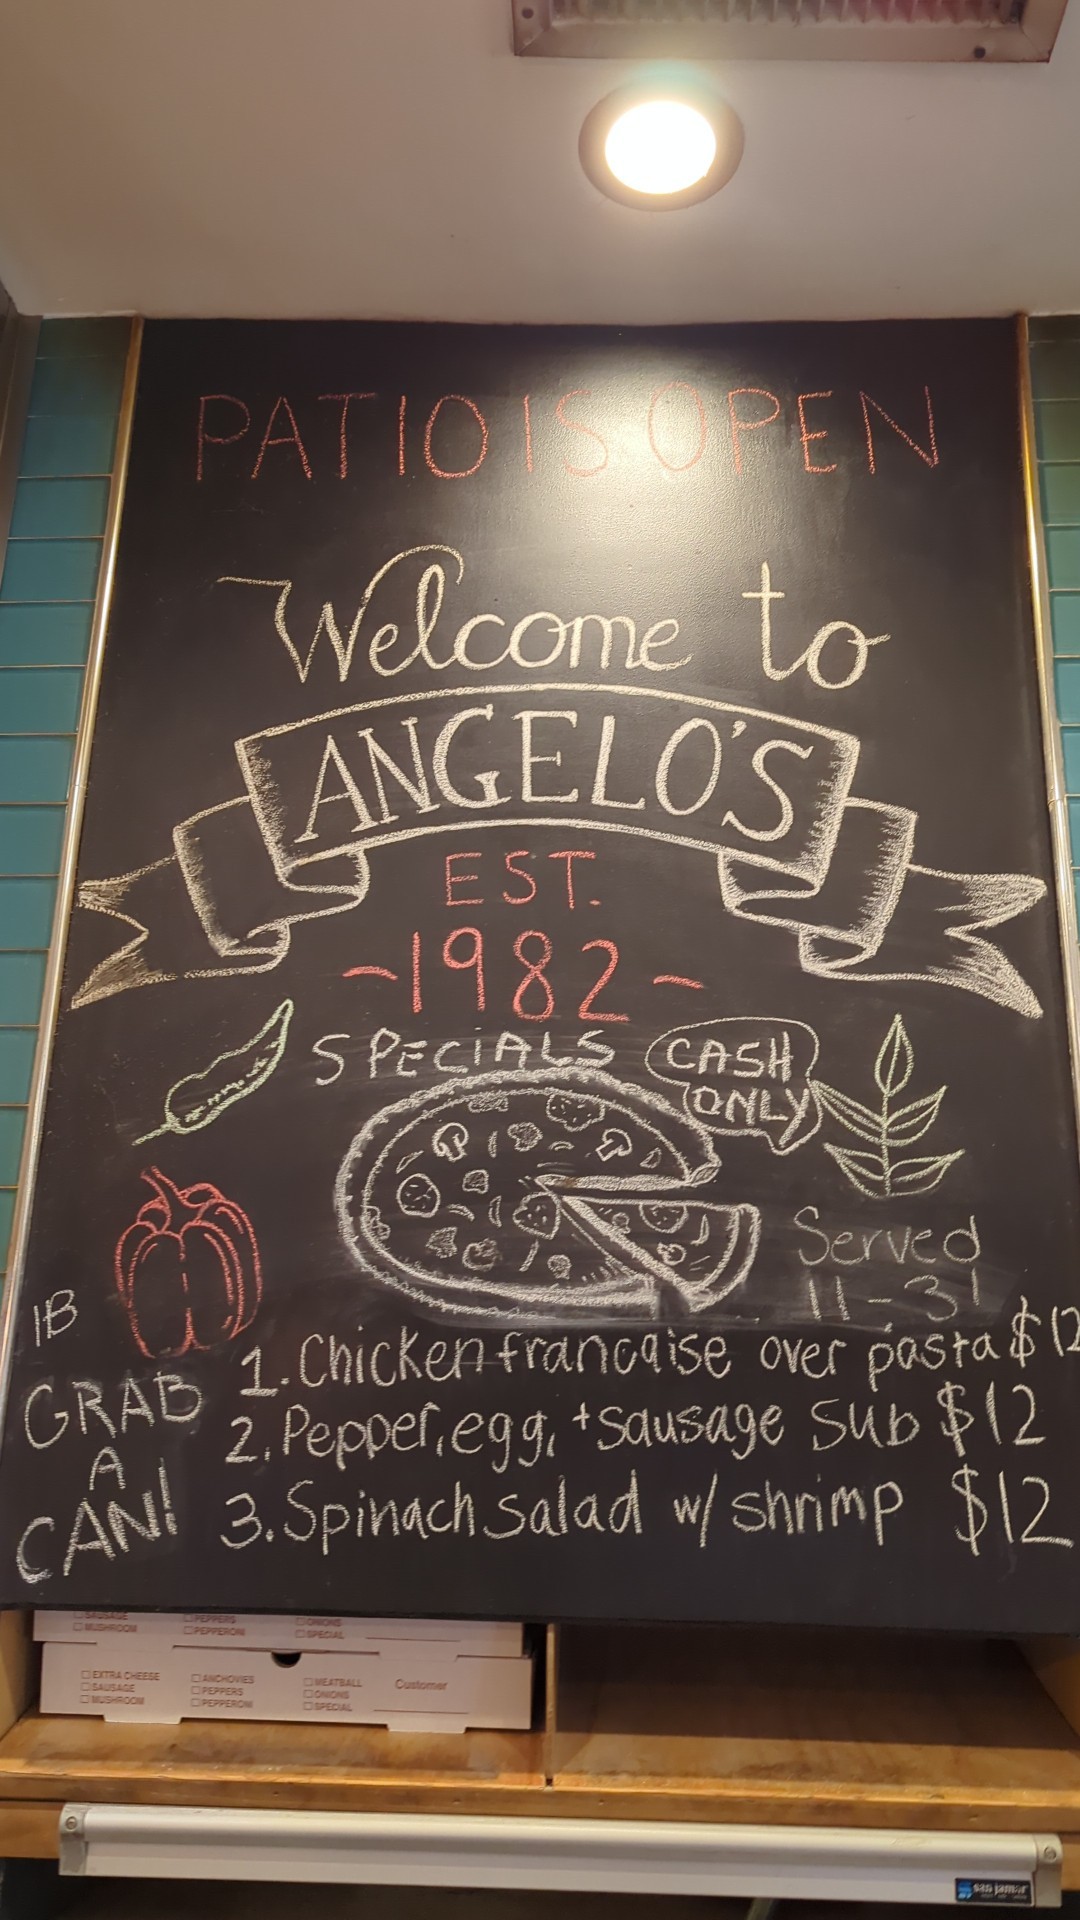 PATIO IS OPEN
Welcome to
ANGELO'S
EST.
-1982-
SPECIALS
CASH
ONLY
Served
11-3!
1. Chicken francaise over pasta $12
2. Pepper, egg, + sausage sub $12
3. Spinach salad w/ shrimp $12
GRAB
A
CAN!
SAUSAGE PEPPERS ONIONS
MUSHROOM PEPPERONI SPECIAL
EXTRA CHEESE ANCHOVIES MEATBALL Customer
SAUSAGE PEPPERS ONIONS
MUSHROOM PEPPERONI SPECIAL
san jamar